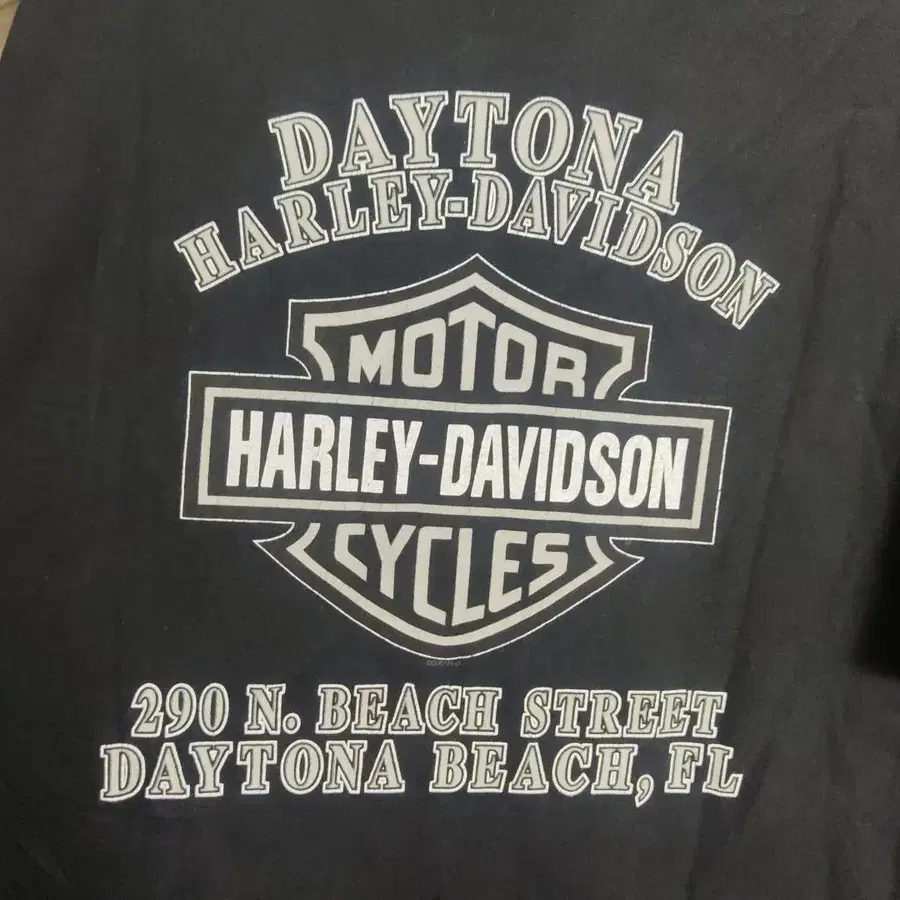 DAYTONA
HARLEY-DAVIDSON
MOTOR
HARLEY-DAVIDSON
CYCLES
290 N. BEACH STREET
DAYTONA BEACH, FL